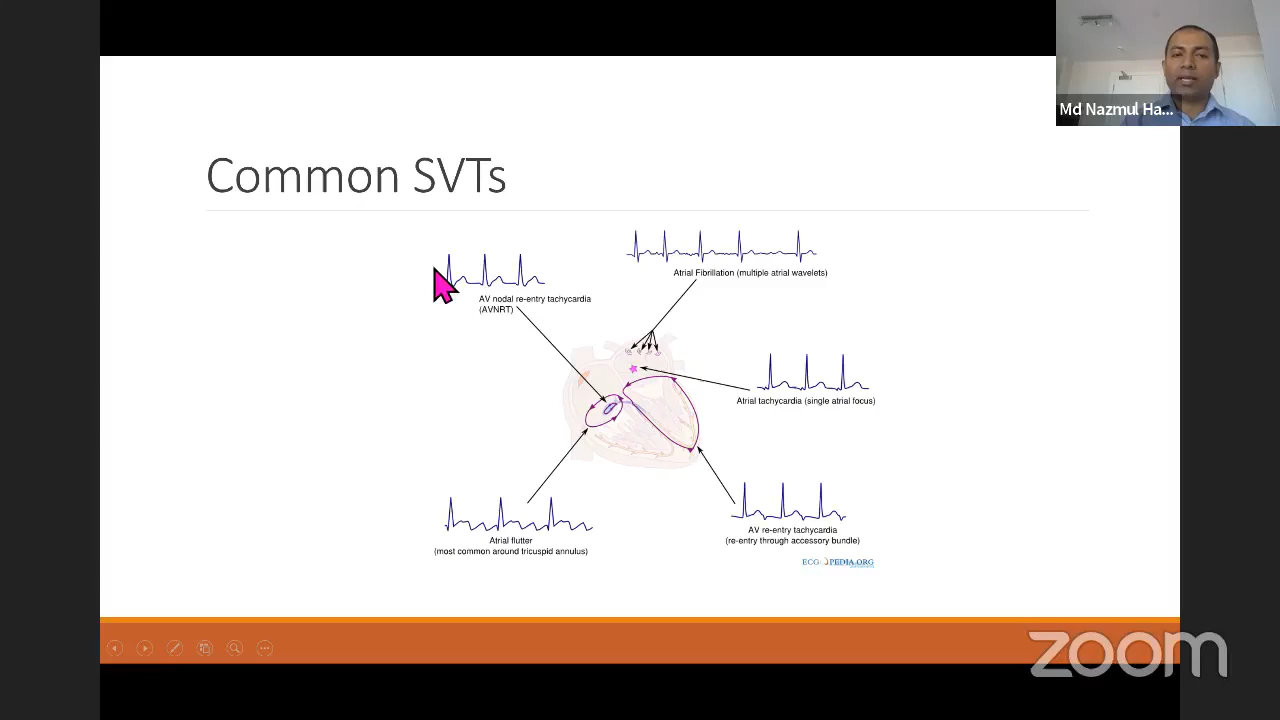 Md Nazmul Ha...
Common SVTs
Atrial Fibrillation (multiple atrial wavelets)
AV nodal re-entry tachycardia
(AVNRT)
Atrial tachycardia (single atrial focus)
Atrial flutter
(most common around tricuspid annulus)
AV re-entry tachycardia
(re-entry through accessory bundle)
ECG PEDIA.ORG
zoom